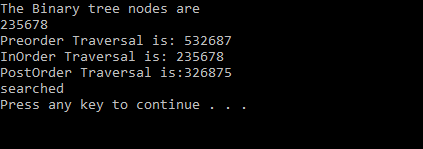 The Binary tree nodes are
235678
Preorder Traversal is: 532687
InOrder Traversal is: 235678
PostOrder Traversal is:326875
searched
Press any key to continue . . .